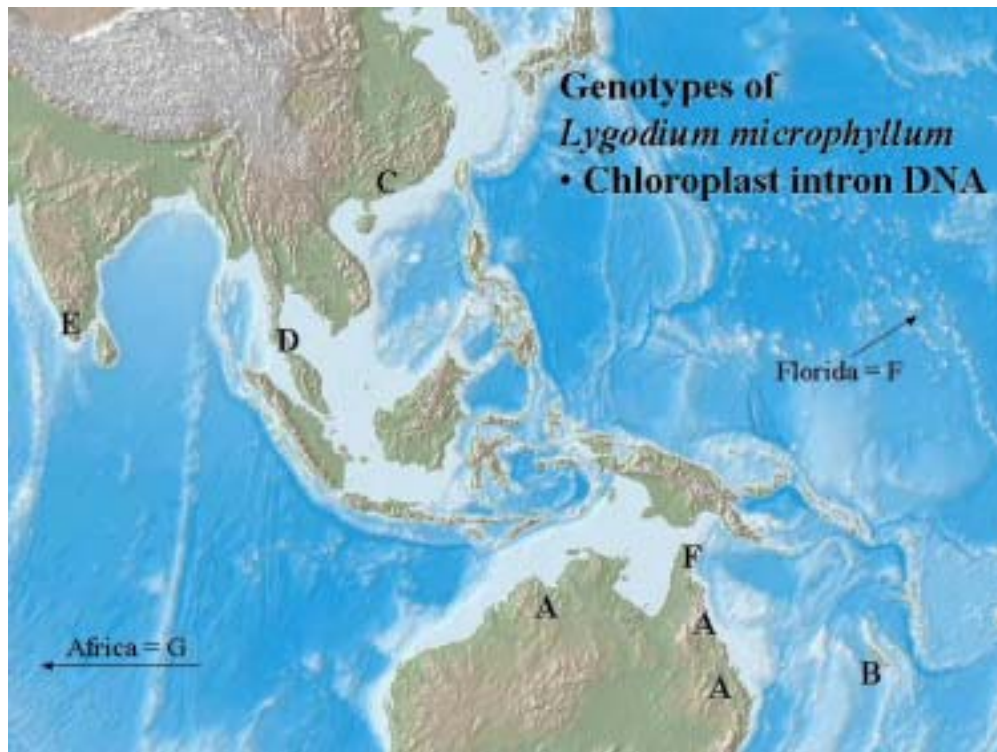 Genotypes of
Lygodium microphyllum
• Chloroplast intron DNA
C
E
D
Florida = F
F
A
A
Africa = G
B
A